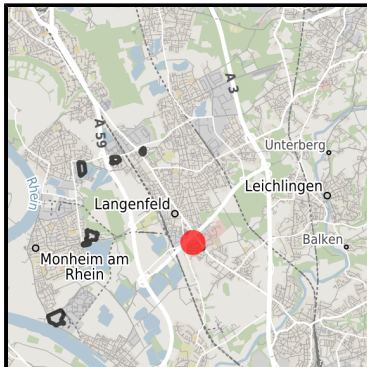 A 3
A 59
Unterberg
Leichlingen
Rhein
Langenfeld
Balken
Monheim am
Rhein